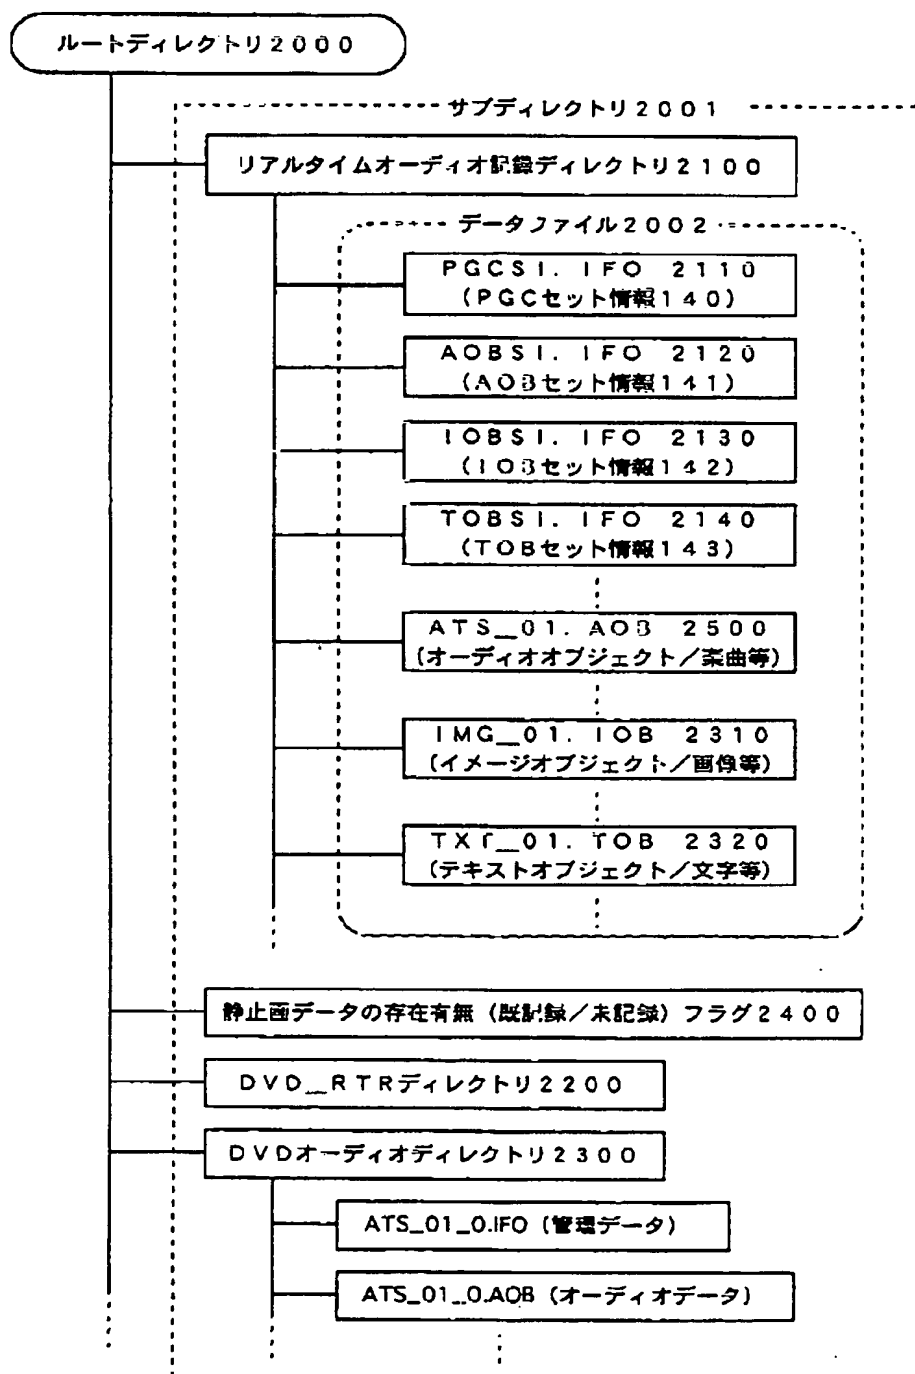 ルートディレクトリ2000
サブディレクトリ2001
リアルタイムオーディオ記録ディレクトリ2100
データファイル2002
PGCSI. IFO 2110
(PGCセット情報140)
AOBSI. IFO 2120
(AOBセット情報141)
IOBSI. IFO 2130
(IOBセット情報142)
TOBSI. IFO 2140
(TOBセット情報143)
ATS_01. AOB 2500
(オーディオオブジェクト/楽曲等)
IMG_01. IOB 2310
(イメージオブジェクト/画像等)
TXT_01. TOB 2320
(テキストオブジェクト/文字等)
静止画データの存在有無(既記録/未記録)フラグ2400
DVD_RTRディレクトリ2200
DVDオーディオディレクトリ2300
ATS_01_0.IFO(管理データ)
ATS_01_0.AOB(オーディオデータ)